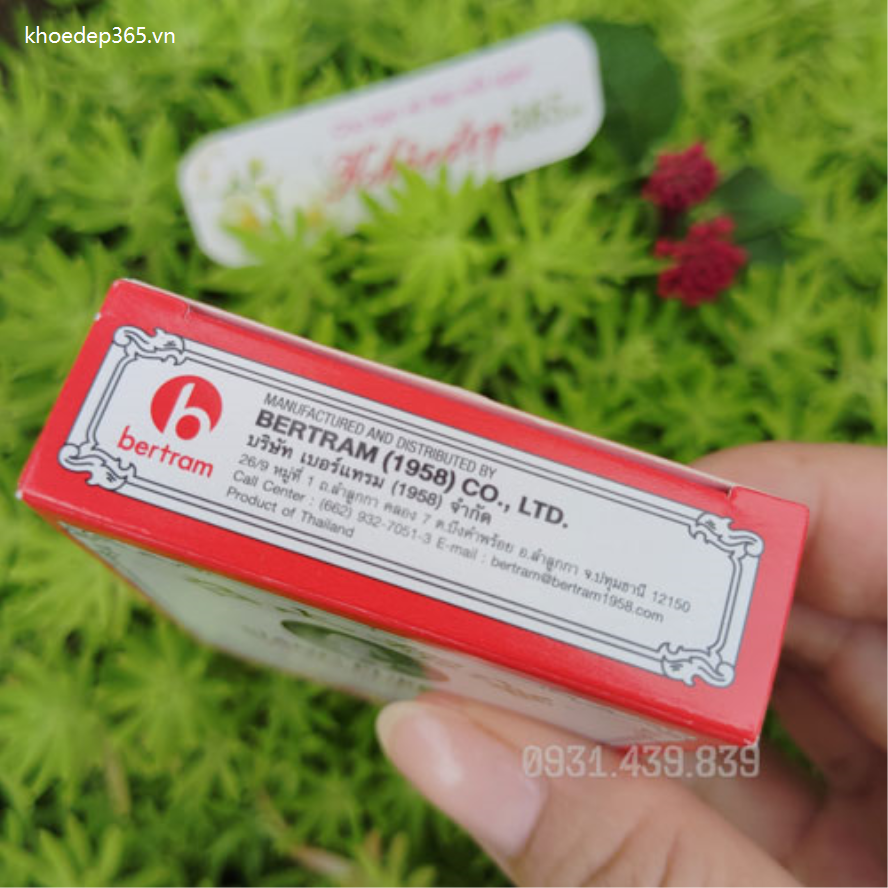 khoedep365.vn
Khỏe đẹp 365
bertram
MANUFACTURED AND DISTRIBUTED BY
BERTRAM (1958) CO., LTD.
บริษัท เบอร์แทรม (1958) จำกัด
26/9 หมู่ที่ 1 ถ.ลำลูกกา คลอง 7 ต.บึงคำพร้อย อ.ลำลูกกา จ.ปทุมธานี 12150
Call Center : (662) 932-7051-3 E-mail : bertram@bertram1958.com
Product of Thailand
0931.439.839